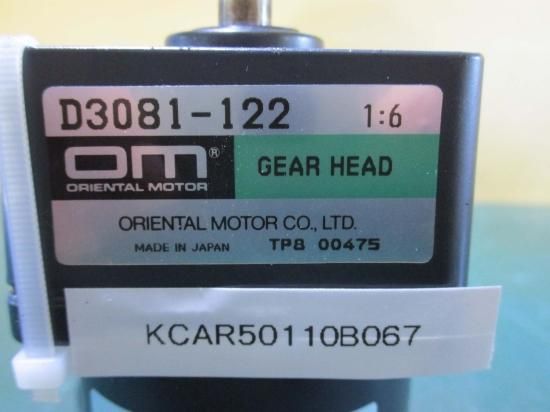 D3081-122 1:6
OM®
ORIENTAL MOTOR
GEAR HEAD
ORIENTAL MOTOR CO., LTD.
MADE IN JAPAN TP8 00475
KCAR50110B067